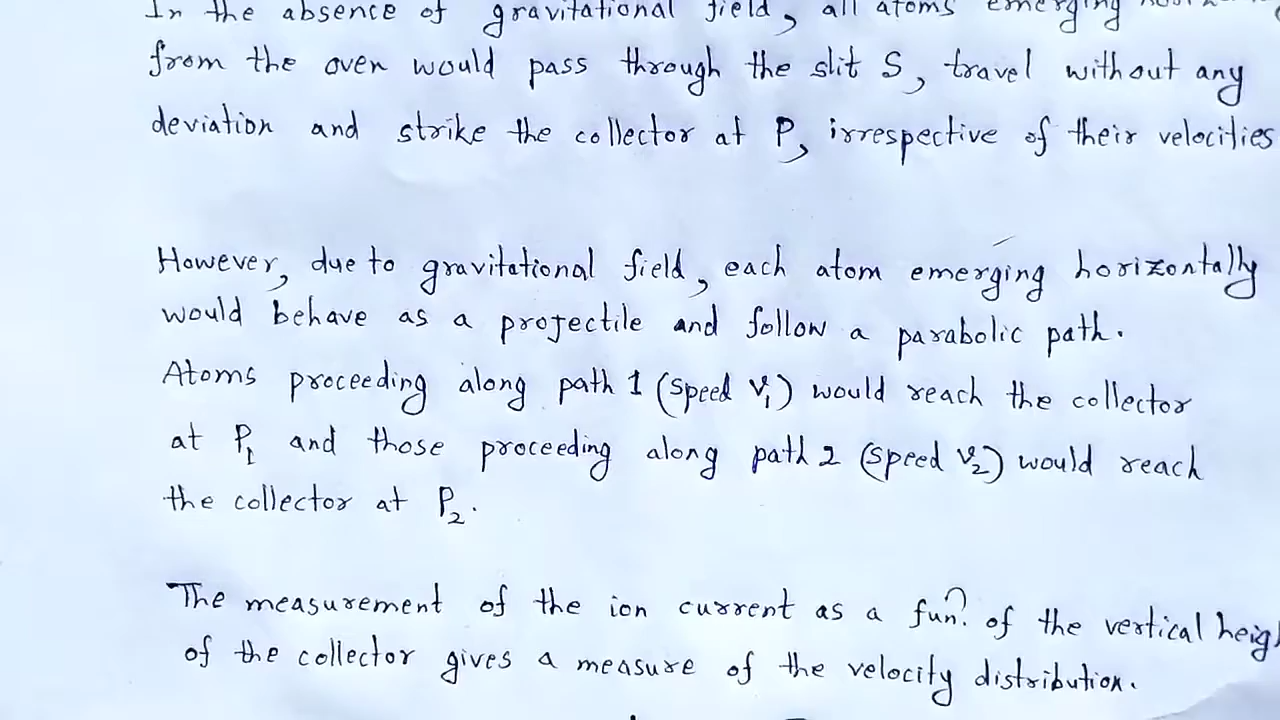 In the absence of gravitational field, all atoms emerging
from the oven would pass through the slit S, travel without any
deviation and strike the collector at P, irrespective of their velocities
However, due to gravitational field, each atom emerging horizontally
would behave as a projectile and follow a parabolic path.
Atoms proceeding along path 1 (speed v₁) would reach the collector
at P₁ and those proceeding along path 2 (speed v₂) would reach
the collector at P₂.
The measurement of the ion current as a fun? of the vertical heig
of the collector gives a measure of the velocity distribution.